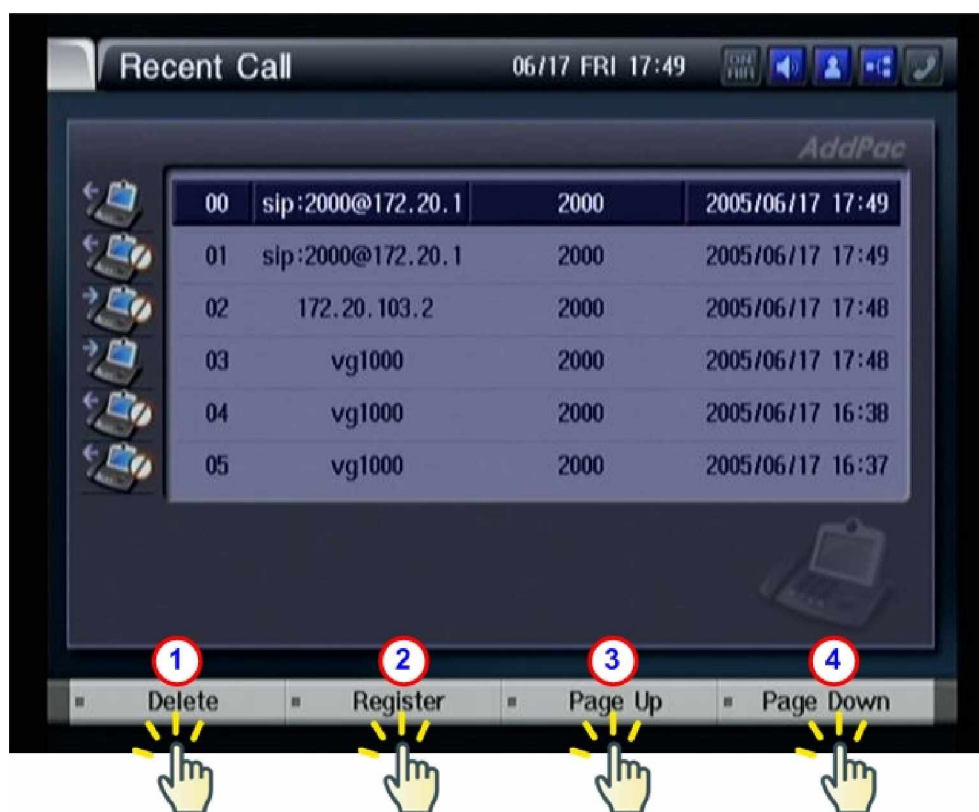 Recent Call 06/17 FRI 17:49 ON AIR
AddPac
00 sip:2000@172.20.1 2000 2005/06/17 17:49
01 sip:2000@172.20.1 2000 2005/06/17 17:49
02 172.20.103.2 2000 2005/06/17 17:48
03 vg1000 2000 2005/06/17 17:48
04 vg1000 2000 2005/06/17 16:38
05 vg1000 2000 2005/06/17 16:37
1 2 3 4
Delete Register Page Up Page Down